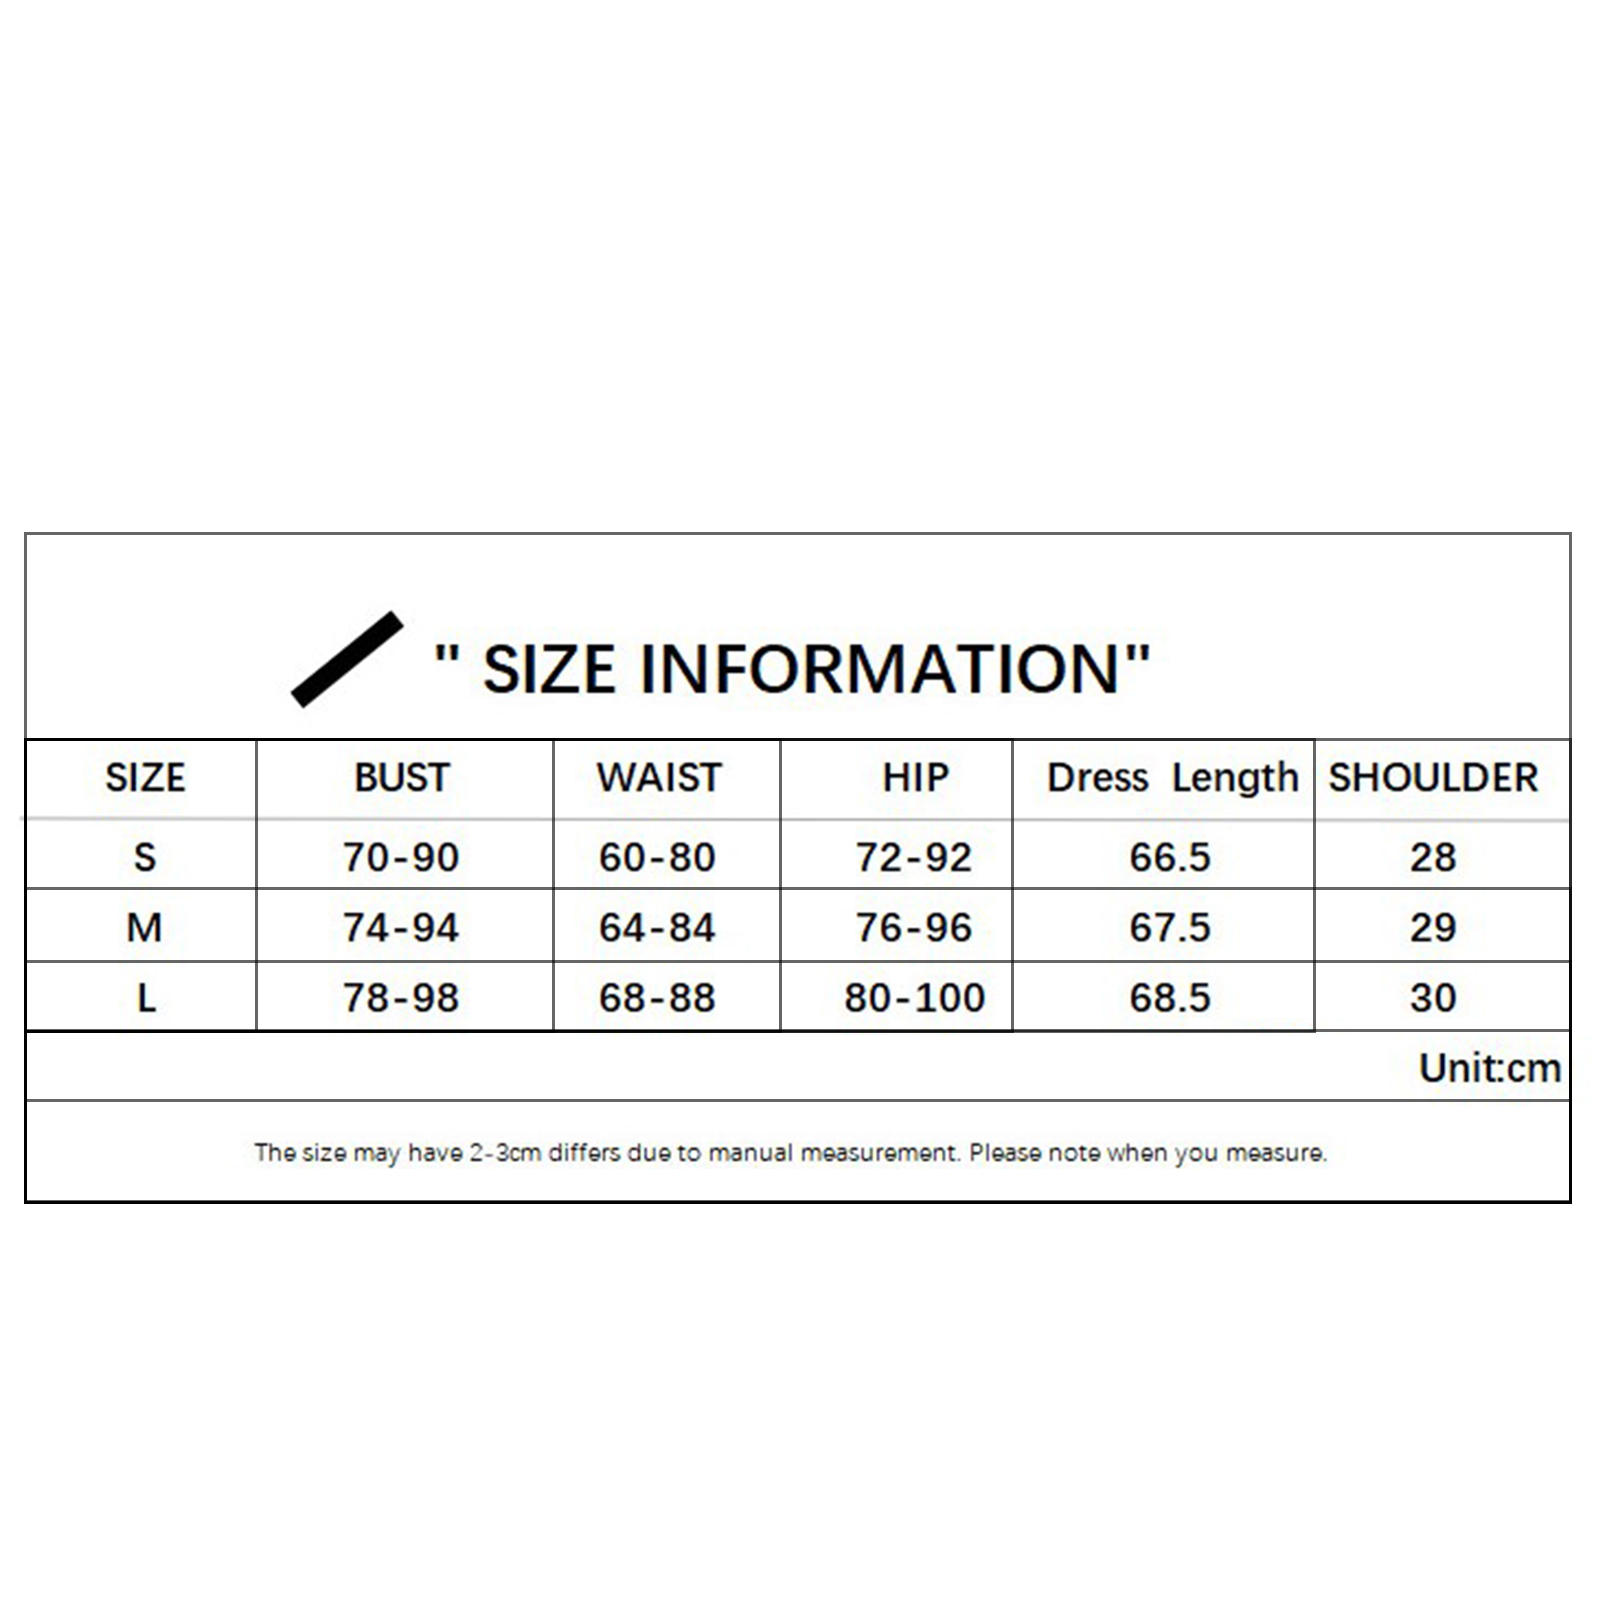 " SIZE INFORMATION"
SIZE BUST WAIST HIP Dress Length SHOULDER
S 70-90 60-80 72-92 66.5 28
M 74-94 64-84 76-96 67.5 29
L 78-98 68-88 80-100 68.5 30
Unit:cm
The size may have 2-3cm differs due to manual measurement. Please note when you measure.